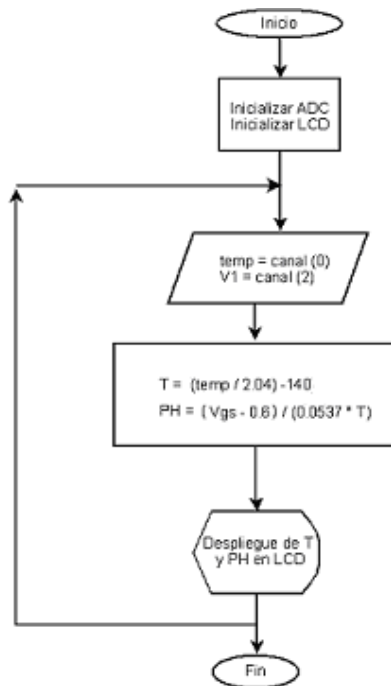 Inicio
Inicializar ADC
Inicializar LCD
temp = canal (0)
V1 = canal (2)
T = (temp / 2.04) -140
PH = (Vgs - 0.6) / (0.0537 * T)
Despliegue de T
y PH en LCD
Fin